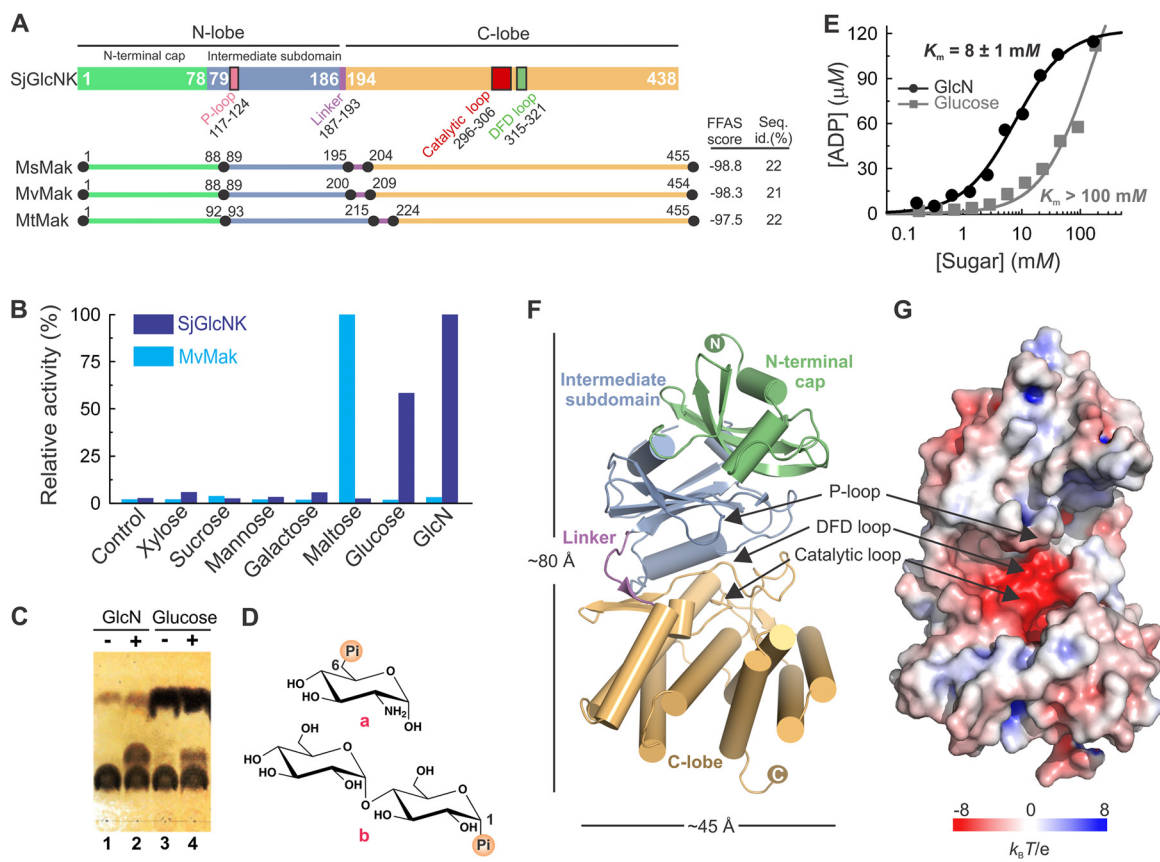 A
N-lobe
C-lobe
N-terminal cap
Intermediate subdomain
SjGlcNK
1
78
79
186
194
438
P-loop
117-124
Linker
187-193
Catalytic loop
296-306
DFD loop
315-321
FFAS score
Seq. id.(%)
MsMak
1
88
89
195
204
455
-98.8
22
MvMak
1
88
89
200
209
454
-98.3
21
MtMak
1
92
93
215
224
455
-97.5
22
B
Relative activity (%)
100
75
50
25
0
SjGlcNK
MvMak
Control
Xylose
Sucrose
Mannose
Galactose
Maltose
Glucose
GlcN
C
GlcN Glucose
- + - +
1 2 3 4
D
Pi
6
O
HO
HO
NH2
OH
a
OH
O
HO
HO
OH
OH
O
O
HO
OH
1
Pi
b
E
[ADP] (µM)
120
90
60
30
0
Km = 8 ± 1 mM
GlcN
Glucose
Km > 100 mM
0.1 1 10 100
[Sugar] (mM)
F
N
N-terminal cap
Intermediate subdomain
P-loop
DFD loop
Catalytic loop
Linker
~80 Å
C-lobe
C
~45 Å
G
-8 0 8
kBT/e